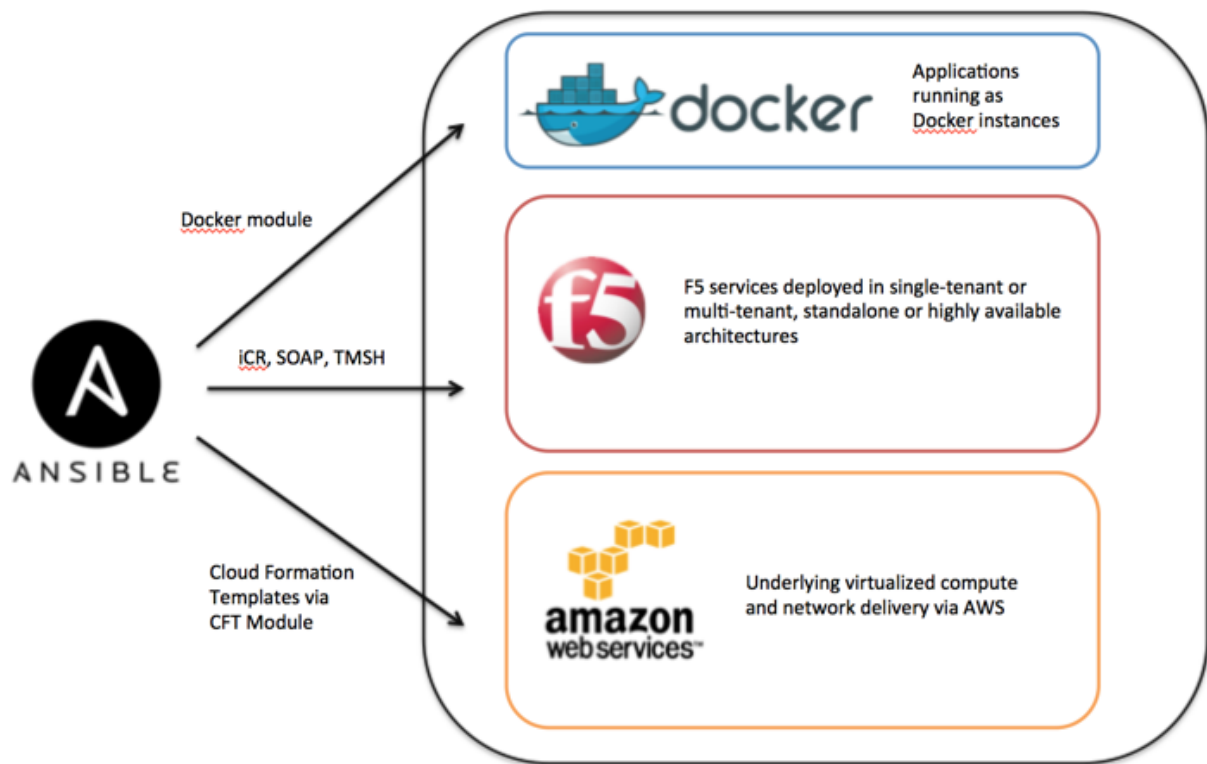 docker
Applications
running as
Docker instances
Docker module
f5
F5 services deployed in single-tenant or
multi-tenant, standalone or highly available
architectures
iCR, SOAP, TMSH
ANSIBLE
Cloud Formation
Templates via
CFT Module
amazon
web services™
Underlying virtualized compute
and network delivery via AWS